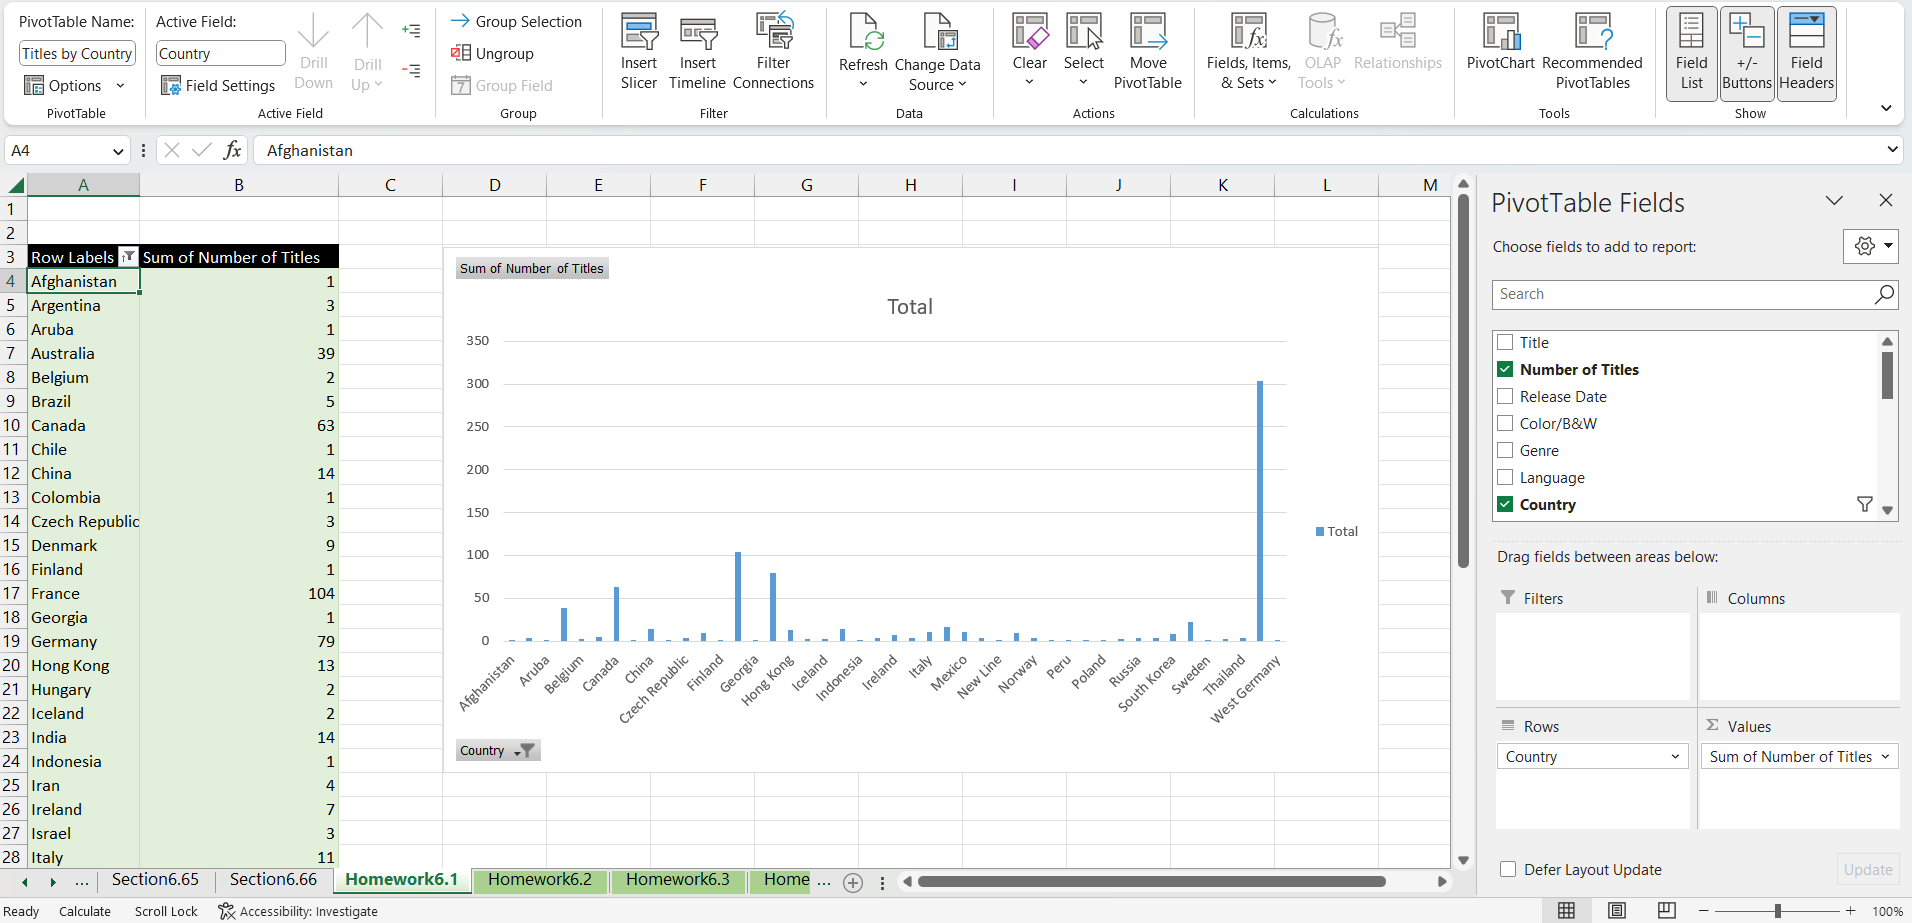 PivotTable Name:
Titles by Country
Options
PivotTable
Active Field:
Country
Field Settings
Drill Down
Drill Up
Active Field
Group Selection
Ungroup
Group Field
Group
Insert Slicer
Insert Timeline
Filter Connections
Filter
Refresh
Change Data Source
Data
Clear
Select
Move PivotTable
Actions
Fields, Items, & Sets
OLAP Tools
Relationships
Calculations
PivotChart
Recommended PivotTables
Tools
Field List
+/- Buttons
Field Headers
Show
A4
fx
Afghanistan
A B C D E F G H I J K L M
1
2
3 Row Labels Sum of Number of Titles
4 Afghanistan 1
5 Argentina 3
6 Aruba 1
7 Australia 39
8 Belgium 2
9 Brazil 5
10 Canada 63
11 Chile 1
12 China 14
13 Colombia 1
14 Czech Republic 3
15 Denmark 9
16 Finland 1
17 France 104
18 Georgia 1
19 Germany 79
20 Hong Kong 13
21 Hungary 2
22 Iceland 2
23 India 14
24 Indonesia 1
25 Iran 4
26 Ireland 7
27 Israel 3
28 Italy 11
Sum of Number of Titles
Total
350
300
250
200
150
100
50
0
Afghanistan
Aruba
Belgium
Canada
China
Czech Republic
Finland
Georgia
Hong Kong
Iceland
Indonesia
Ireland
Italy
Mexico
New Line
Norway
Peru
Poland
Russia
South Korea
Sweden
Thailand
West Germany
Total
Country
PivotTable Fields
Choose fields to add to report:
Search
Title
Number of Titles
Release Date
Color/B&W
Genre
Language
Country
Drag fields between areas below:
Filters
Columns
Rows
Σ Values
Country
Sum of Number of Titles
Defer Layout Update
Update
... Section6.65 Section6.66 Homework6.1 Homework6.2 Homework6.3 Home ...
Ready Calculate Scroll Lock Accessibility: Investigate
100%